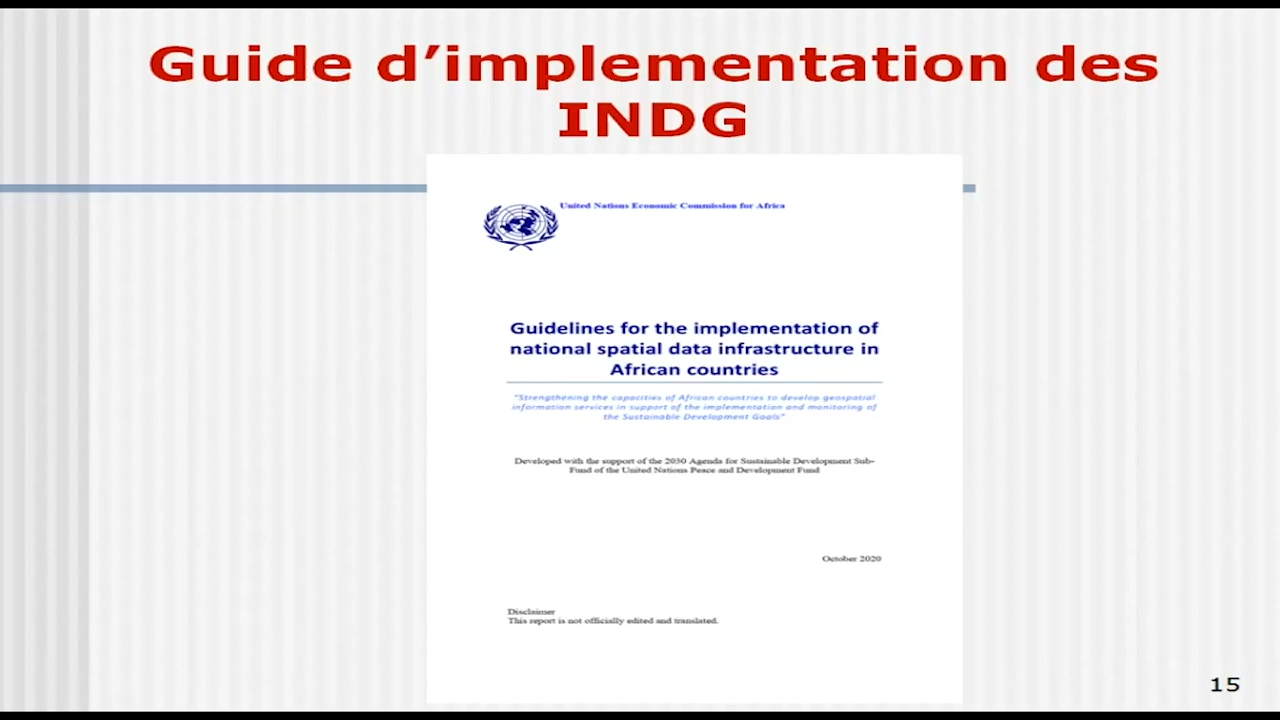 Guide d’implementation des
INDG
United Nations Economic Commission for Africa
Guidelines for the implementation of
national spatial data infrastructure in
African countries
"Strengthening the capacities of African countries to develop geospatial
information services in support of the implementation and monitoring of
the Sustainable Development Goals"
Developed with the support of the 2030 Agenda for Sustainable Development Sub-
Fund of the United Nations Peace and Development Fund
October 2020
Disclaimer
This report is not officially edited and translated.
15